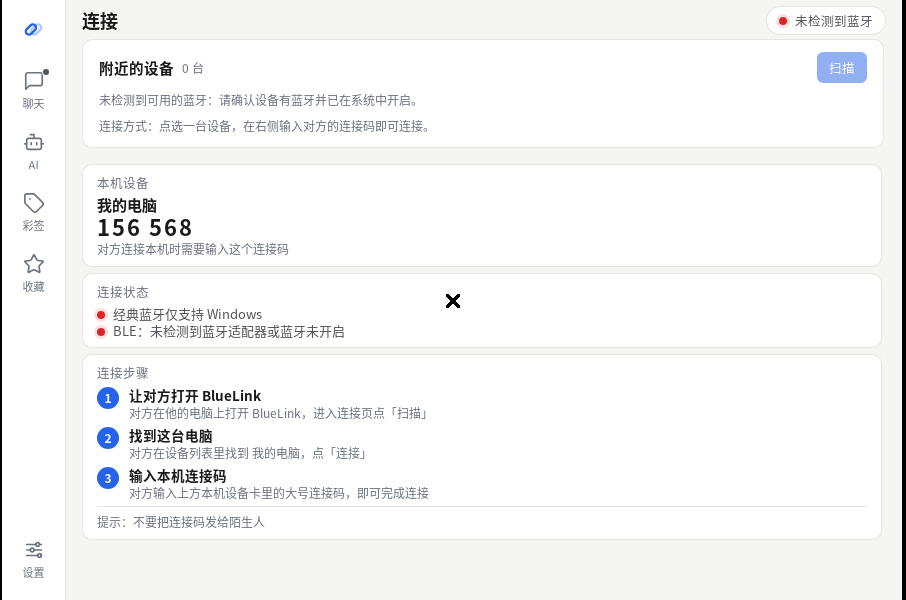 连接
未检测到蓝牙
聊天
AI
彩签
收藏
设置
附近的设备 0 台
扫描
未检测到可用的蓝牙：请确认设备有蓝牙并已在系统中开启。
连接方式：点选一台设备，在右侧输入对方的连接码即可连接。
本机设备
我的电脑
156 568
对方连接本机时需要输入这个连接码
连接状态
经典蓝牙仅支持 Windows
BLE：未检测到蓝牙适配器或蓝牙未开启
连接步骤
1 让对方打开 BlueLink
对方在他的电脑上打开 BlueLink，进入连接页点「扫描」
2 找到这台电脑
对方在设备列表里找到 我的电脑，点「连接」
3 输入本机连接码
对方输入上方本机设备卡里的大号连接码，即可完成连接
提示：不要把连接码发给陌生人